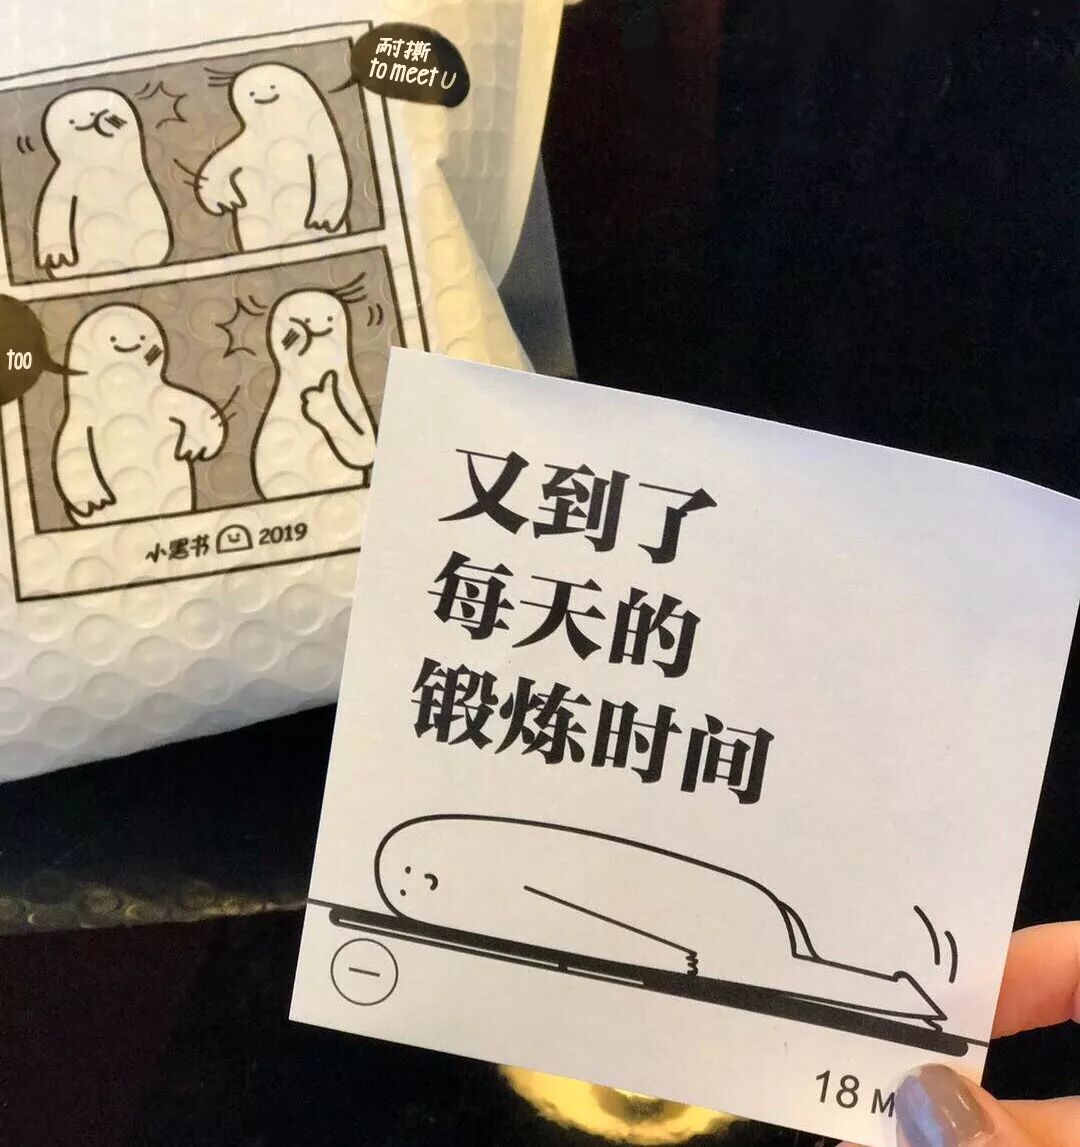 耐撕
to meet U
too
小黑书 2019
又到了
每天的
锻炼时间
一
18 M